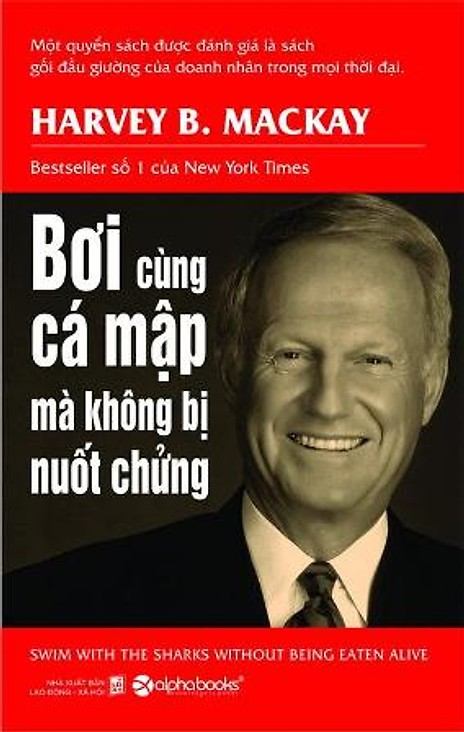 Một quyển sách được đánh giá là sách
gối đầu giường của doanh nhân trong mọi thời đại.
HARVEY B. MACKAY
Bestseller số 1 của New York Times
Bơi cùng
cá mập
mà không bị
nuốt chửng
SWIM WITH THE SHARKS WITHOUT BEING EATEN ALIVE
NHÀ XUẤT BẢN
LAO ĐỘNG - XÃ HỘI
alphabooks